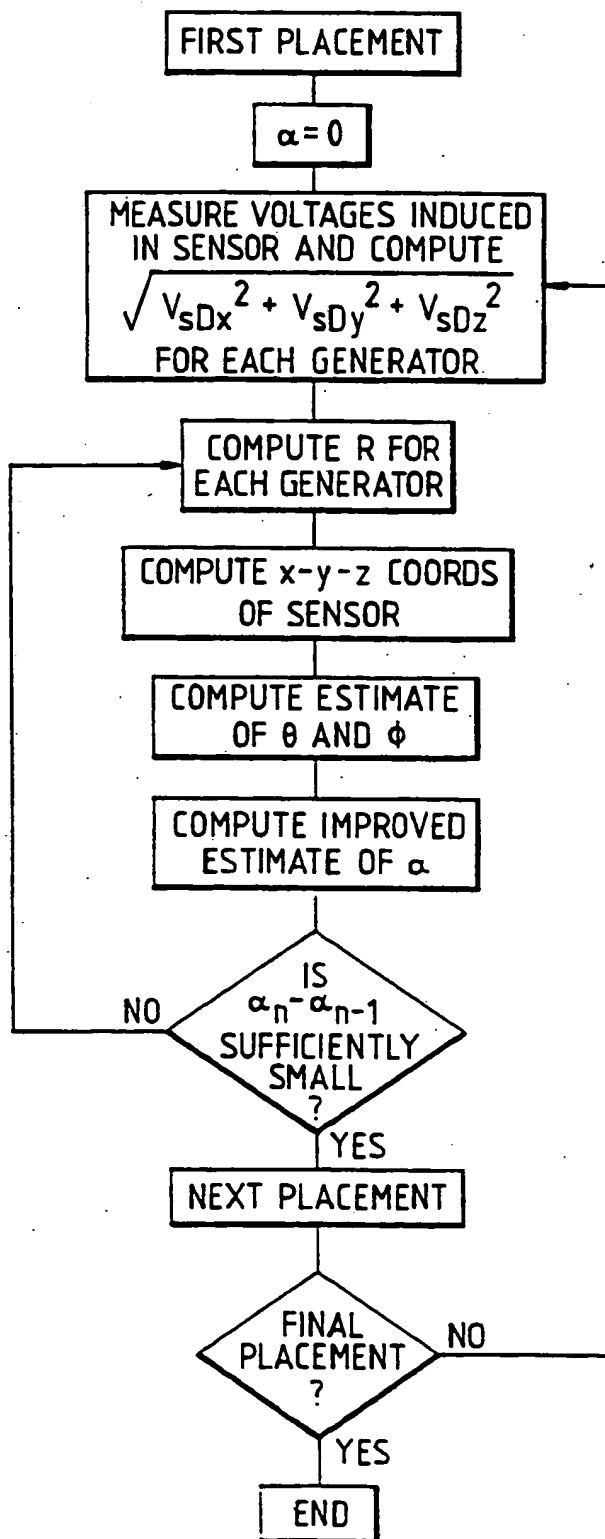 FIRST PLACEMENT
α = 0
MEASURE VOLTAGES INDUCED
IN SENSOR AND COMPUTE
√(V_sDx² + V_sDy² + V_sDz²)
FOR EACH GENERATOR
COMPUTE R FOR
EACH GENERATOR
COMPUTE x-y-z COORDS
OF SENSOR
COMPUTE ESTIMATE
OF θ AND ϕ
COMPUTE IMPROVED
ESTIMATE OF α
IS
α_n-α_n-1
SUFFICIENTLY
SMALL
?
NO
YES
NEXT PLACEMENT
FINAL
PLACEMENT
?
NO
YES
END